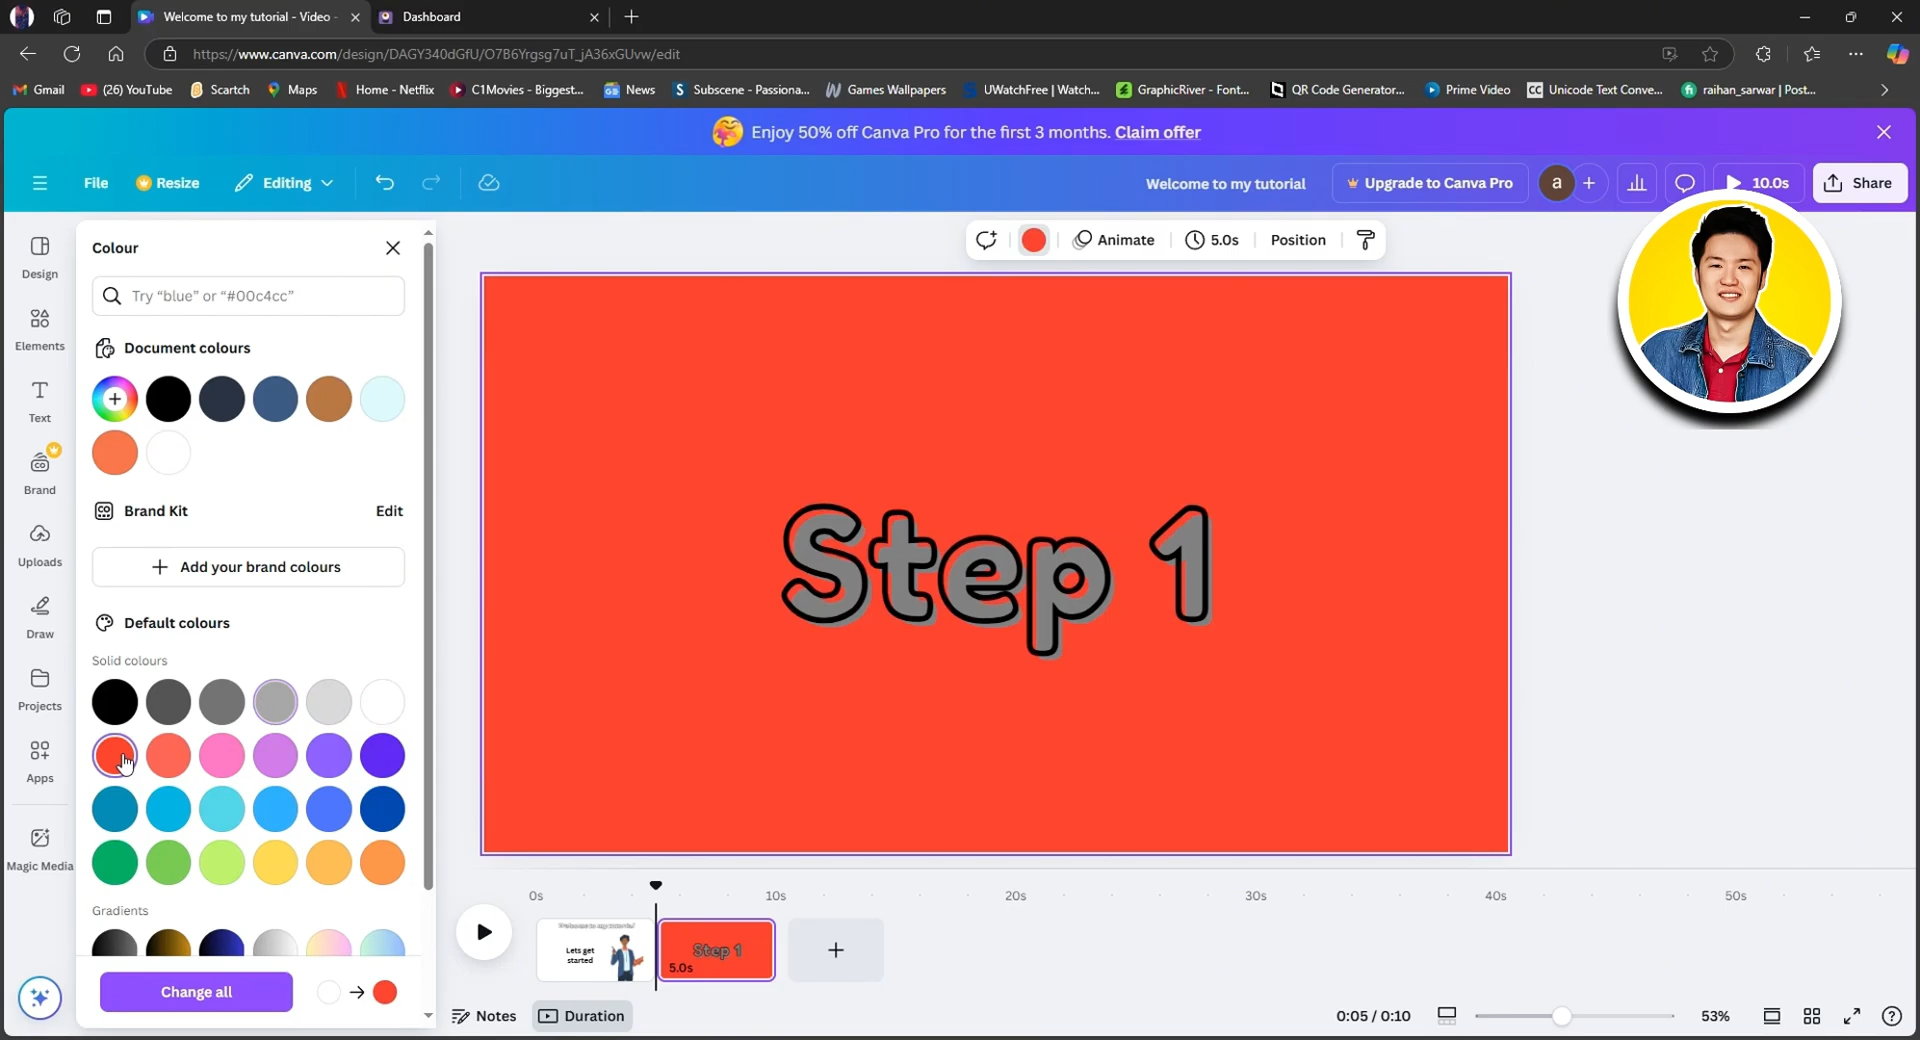 Welcome to my tutorial - Video -
Dashboard
https://www.canva.com/design/DAGY340dGfU/O7B6Yrgsg7uT_jA36xGUvw/edit
Gmail
(26) YouTube
Scartch
Maps
Home - Netflix
C1Movies - Biggest...
News
Subscene - Passiona...
Games Wallpapers
UWatchFree | Watch...
GraphicRiver - Font...
QR Code Generator...
Prime Video
Unicode Text Conve...
raihan_sarwar | Post...
Enjoy 50% off Canva Pro for the first 3 months. Claim offer
File
Resize
Editing
Welcome to my tutorial
Upgrade to Canva Pro
a
10.0s
Share
Design
Elements
Text
Brand
Uploads
Draw
Projects
Apps
Magic Media
Colour
Try “blue” or “#00c4cc”
Document colours
Brand Kit
Edit
Add your brand colours
Default colours
Solid colours
Gradients
Change all
Animate
5.0s
Position
Step 1
0s
10s
20s
30s
40s
50s
Welcome to my tutorial
Lets get
started
Step 1
5.0s
Notes
Duration
0:05 / 0:10
53%